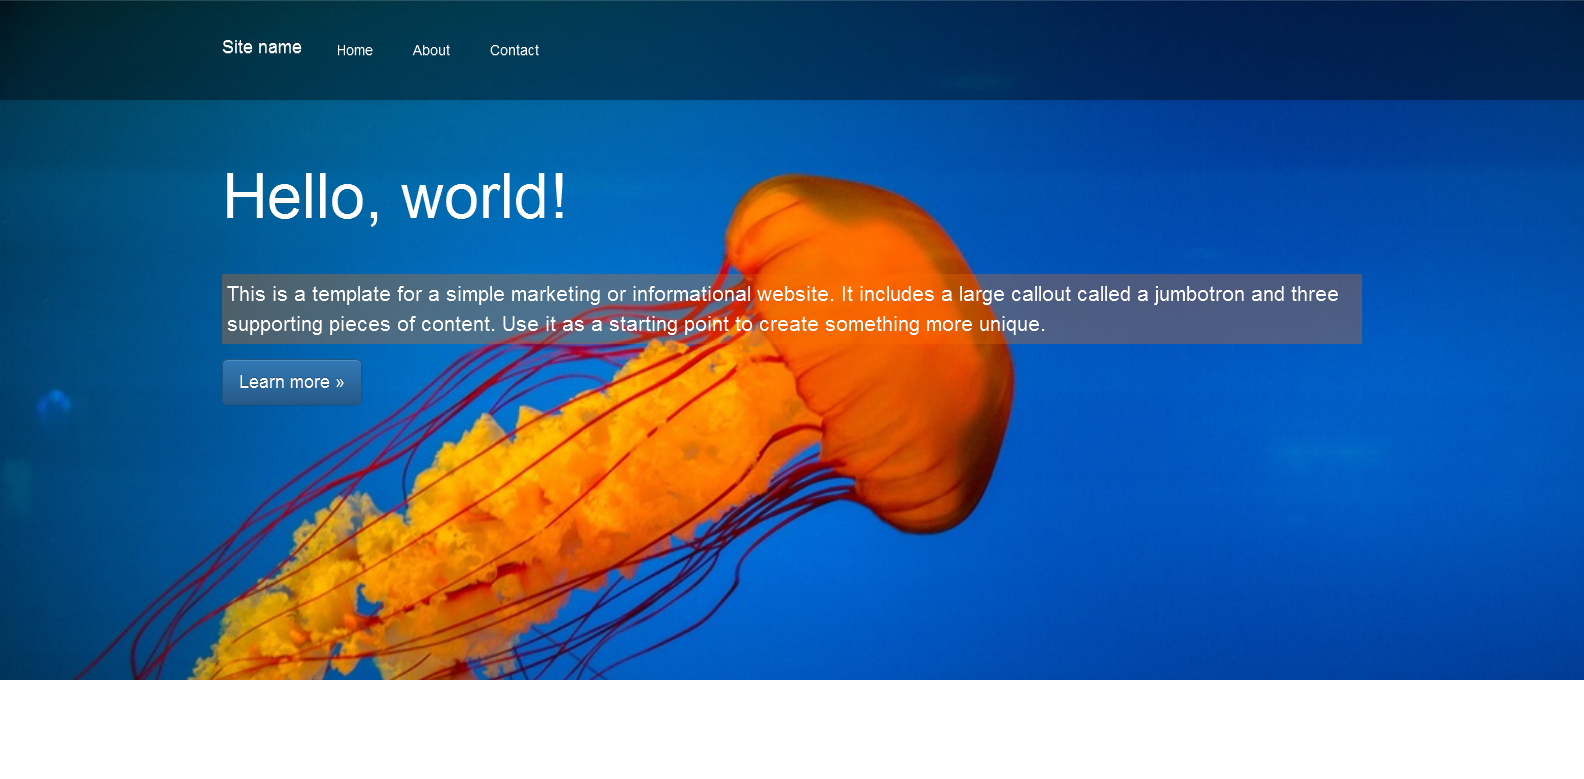 Site name Home About Contact
Hello, world!
This is a template for a simple marketing or informational website. It includes a large callout called a jumbotron and three
supporting pieces of content. Use it as a starting point to create something more unique.
Learn more »